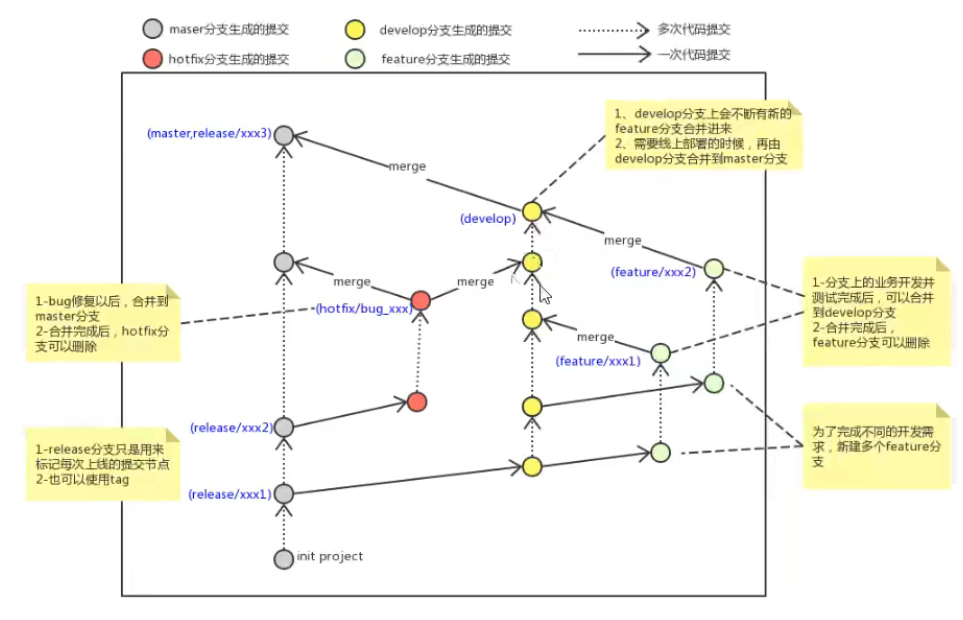 maser分支生成的提交
develop分支生成的提交
多次代码提交
hotfix分支生成的提交
feature分支生成的提交
一次代码提交
1、develop分支上会不断有新的
feature分支合并进来
2、需要线上部署的时候，再由
develop分支合并到master分支
(master,release/xxx3)
merge
(develop)
merge
(feature/xxx2)
merge
merge
1-分支上的业务开发并
测试完成后，可以合并
到develop分支
2-合并完成后，
feature分支可以删除
1-bug修复以后，合并到
master分支
2-合并完成后，hotfix分
支可以删除
(hotfix/bug_xxx)
merge
(feature/xxx1)
为了完成不同的开发需
求，新建多个feature分
支
(release/xxx2)
1-release分支只是用来
标记每次上线的提交节点
2-也可以使用tag
(release/xxx1)
init project